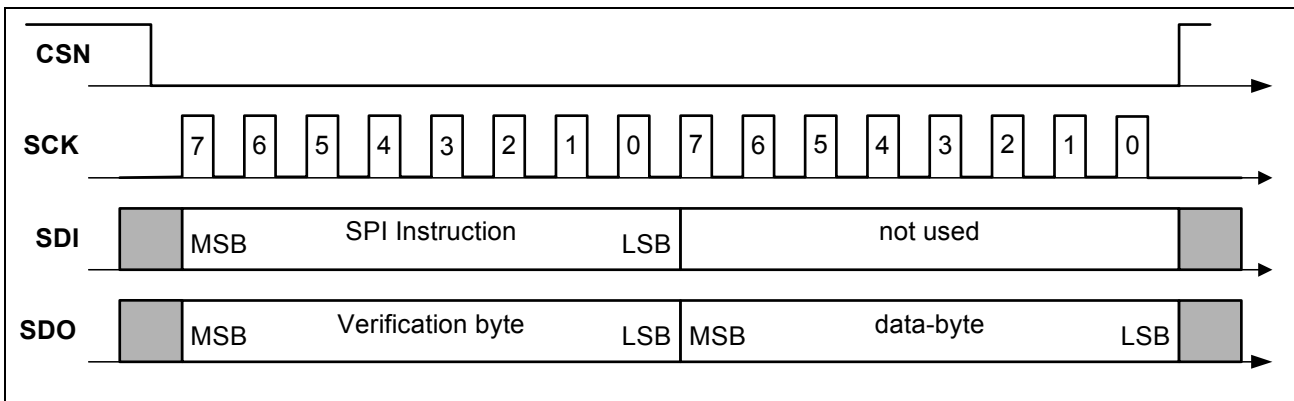 CSN
SCK 7 6 5 4 3 2 1 0 7 6 5 4 3 2 1 0
SDI MSB SPI Instruction LSB not used
SDO MSB Verification byte LSB MSB data-byte LSB